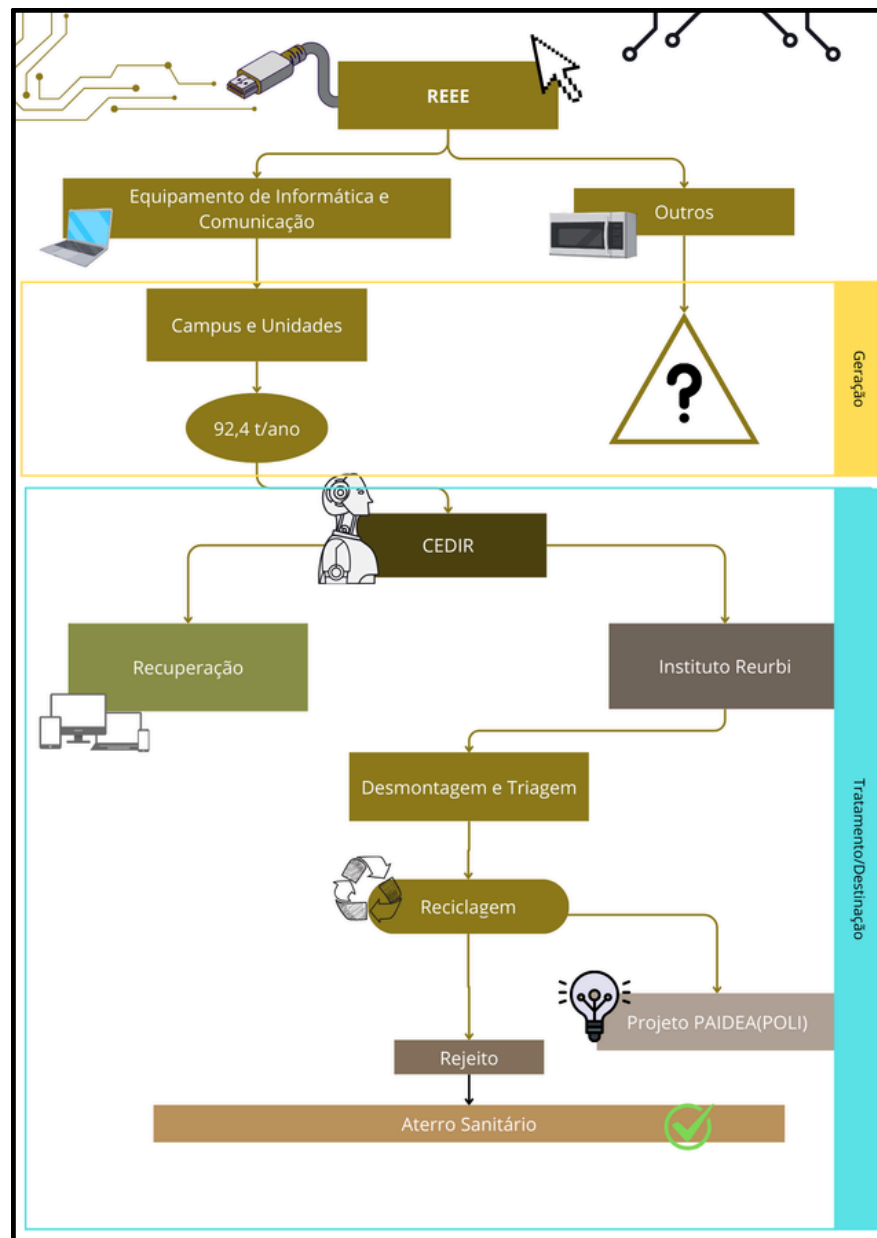 REEE
Equipamento de Informática e
Comunicação
Outros
Campus e Unidades
?
Geração
92,4 t/ano
CEDIR
Recuperação
Instituto Reurbi
Desmontagem e Triagem
Tratamento/Destinação
Reciclagem
Projeto PAIDEA(POLI)
Rejeito
Aterro Sanitário